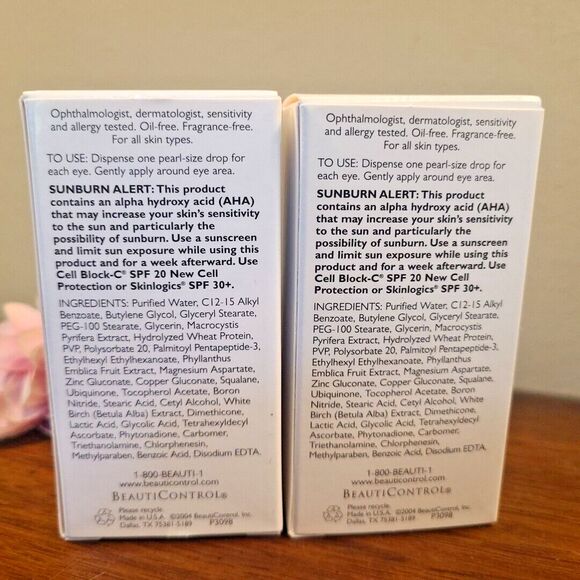 Ophthalmologist, dermatologist, sensitivity
and allergy tested. Oil-free. Fragrance-free.
For all skin types.
TO USE: Dispense one pearl-size drop for
each eye. Gently apply around eye area.
SUNBURN ALERT: This product
contains an alpha hydroxy acid (AHA)
that may increase your skin's sensitivity
to the sun and particularly the
possibility of sunburn. Use a sunscreen
and limit sun exposure while using this
product and for a week afterward. Use
Cell Block-C® SPF 20 New Cell
Protection or Skinlogics® SPF 30+.
INGREDIENTS: Purified Water, C12-15 Alkyl
Benzoate, Butylene Glycol, Glyceryl Stearate,
PEG-100 Stearate, Glycerin, Macrocystis
Pyrifera Extract, Hydrolyzed Wheat Protein,
PVP, Polysorbate 20, Palmitoyl Pentapeptide-3,
Ethylhexyl Ethylhexanoate, Phyllanthus
Emblica Fruit Extract, Magnesium Aspartate,
Zinc Gluconate, Copper Gluconate, Squalane,
Ubiquinone, Tocopherol Acetate, Boron
Nitride, Stearic Acid, Cetyl Alcohol, White
Birch (Betula Alba) Extract, Dimethicone,
Lactic Acid, Glycolic Acid, Tetrahexyldecyl
Ascorbate, Phytonadione, Carbomer,
Triethanolamine, Chlorphenesin,
Methylparaben, Benzoic Acid, Disodium EDTA.
1-800-BEAUTI-1
www.beauticontrol.com
BEAUTICONTROL®
Please recycle.
Made in U.S.A. ©2004 BeautiControl, Inc.
Dallas, TX 75381-5189 P3098
Ophthalmologist, dermatologist, sensitivity
and allergy tested. Oil-free. Fragrance-free.
For all skin types.
TO USE: Dispense one pearl-size drop for
each eye. Gently apply around eye area.
SUNBURN ALERT: This product
contains an alpha hydroxy acid (AHA)
that may increase your skin's sensitivity
to the sun and particularly the
possibility of sunburn. Use a sunscreen
and limit sun exposure while using this
product and for a week afterward. Use
Cell Block-C® SPF 20 New Cell
Protection or Skinlogics® SPF 30+.
INGREDIENTS: Purified Water, C12-15 Alkyl
Benzoate, Butylene Glycol, Glyceryl Stearate,
PEG-100 Stearate, Glycerin, Macrocystis
Pyrifera Extract, Hydrolyzed Wheat Protein,
PVP, Polysorbate 20, Palmitoyl Pentapeptide-3,
Ethylhexyl Ethylhexanoate, Phyllanthus
Emblica Fruit Extract, Magnesium Aspartate,
Zinc Gluconate, Copper Gluconate, Squalane,
Ubiquinone, Tocopherol Acetate, Boron
Nitride, Stearic Acid, Cetyl Alcohol, White
Birch (Betula Alba) Extract, Dimethicone,
Lactic Acid, Glycolic Acid, Tetrahexyldecyl
Ascorbate, Phytonadione, Carbomer,
Triethanolamine, Chlorphenesin,
Methylparaben, Benzoic Acid, Disodium EDTA.
1-800-BEAUTI-1
www.beauticontrol.com
BEAUTICONTROL®
Please recycle.
Made in U.S.A. ©2004 BeautiControl, Inc.
Dallas, TX 75381-5189 P3098